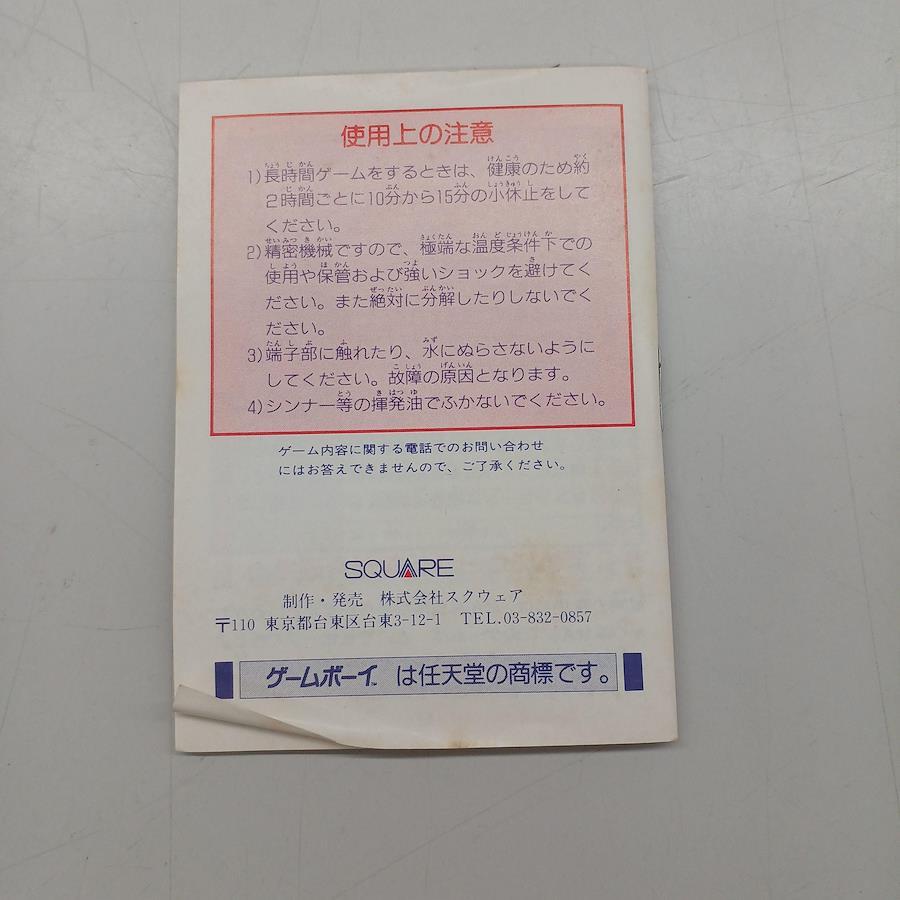 使用上の注意
1)長時間ゲームをするときは、健康のため約
2時間ごとに10分から15分の小休止をして
ください。
2)精密機械ですので、極端な温度条件下での
使用や保管および強いショックを避けてく
ださい。また絶対に分解したりしないでく
ださい。
3)端子部に触れたり、水にぬらさないように
してください。故障の原因となります。
4)シンナー等の揮発油でふかないでください。
ゲーム内容に関する電話でのお問い合わせ
にはお答えできませんので、ご了承ください。
SQUARE
制作・発売 株式会社スクウェア
〒110 東京都台東区台東3-12-1 TEL.03-832-0857
ゲームボーイ™は任天堂の商標です。